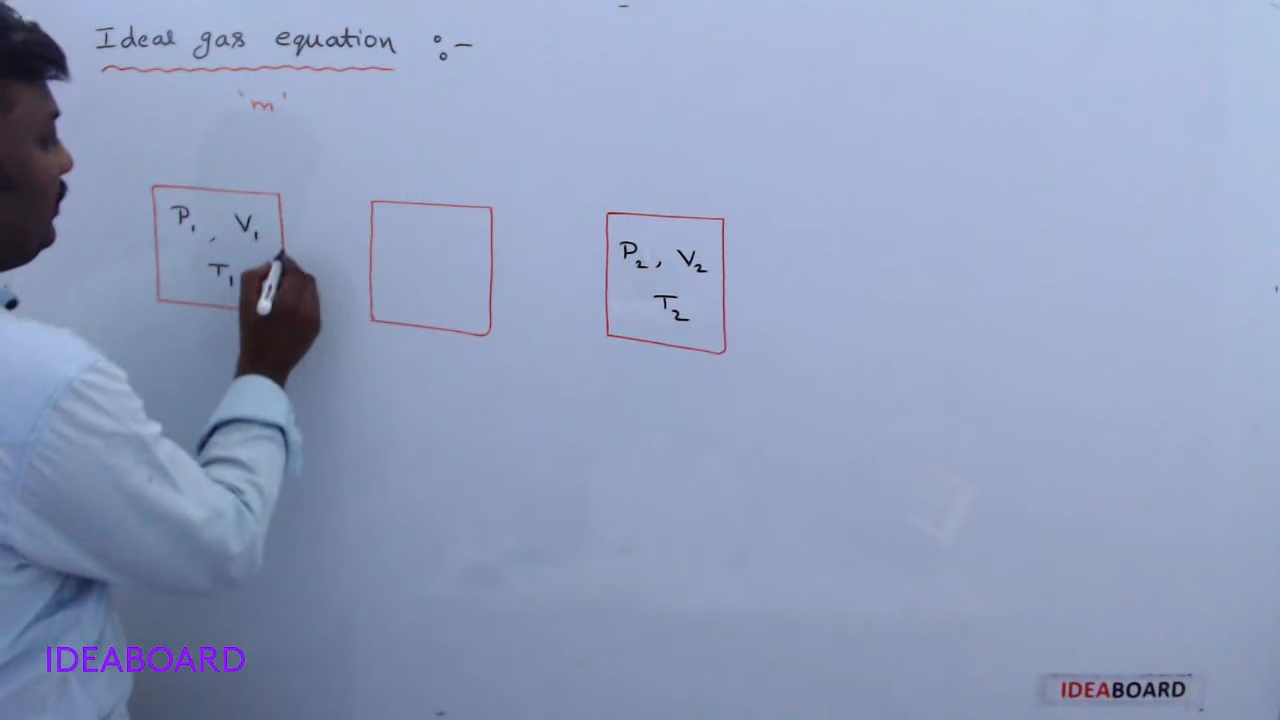 Ideal gas equation :-
'm'
P₁, V₁
T₁
P₂, V₂
T₂
IDEABOARD
IDEABOARD